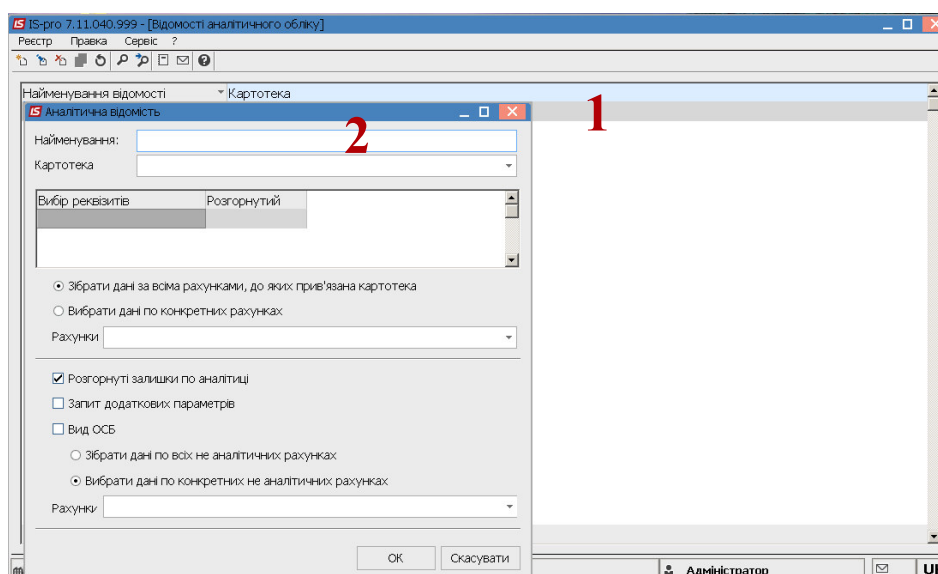 IS-pro 7.11.040.999 - [Відомості аналітичного обліку]
Реєстр Правка Сервіс ?
Найменування відомості Картотека
1
Аналітична відомість
2
Найменування:
Картотека
Вибір реквізитів Розгорнутий
Зібрати дані за всіма рахунками, до яких прив'язана картотека
Вибрати дані по конкретних рахунках
Рахунки
Розгорнуті залишки по аналітиці
Запит додаткових параметрів
Вид ОСБ
Зібрати дані по всіх не аналітичних рахунках
Вибрати дані по конкретних не аналітичних рахунках
Рахунки
ОК Скасувати
Адміністратор